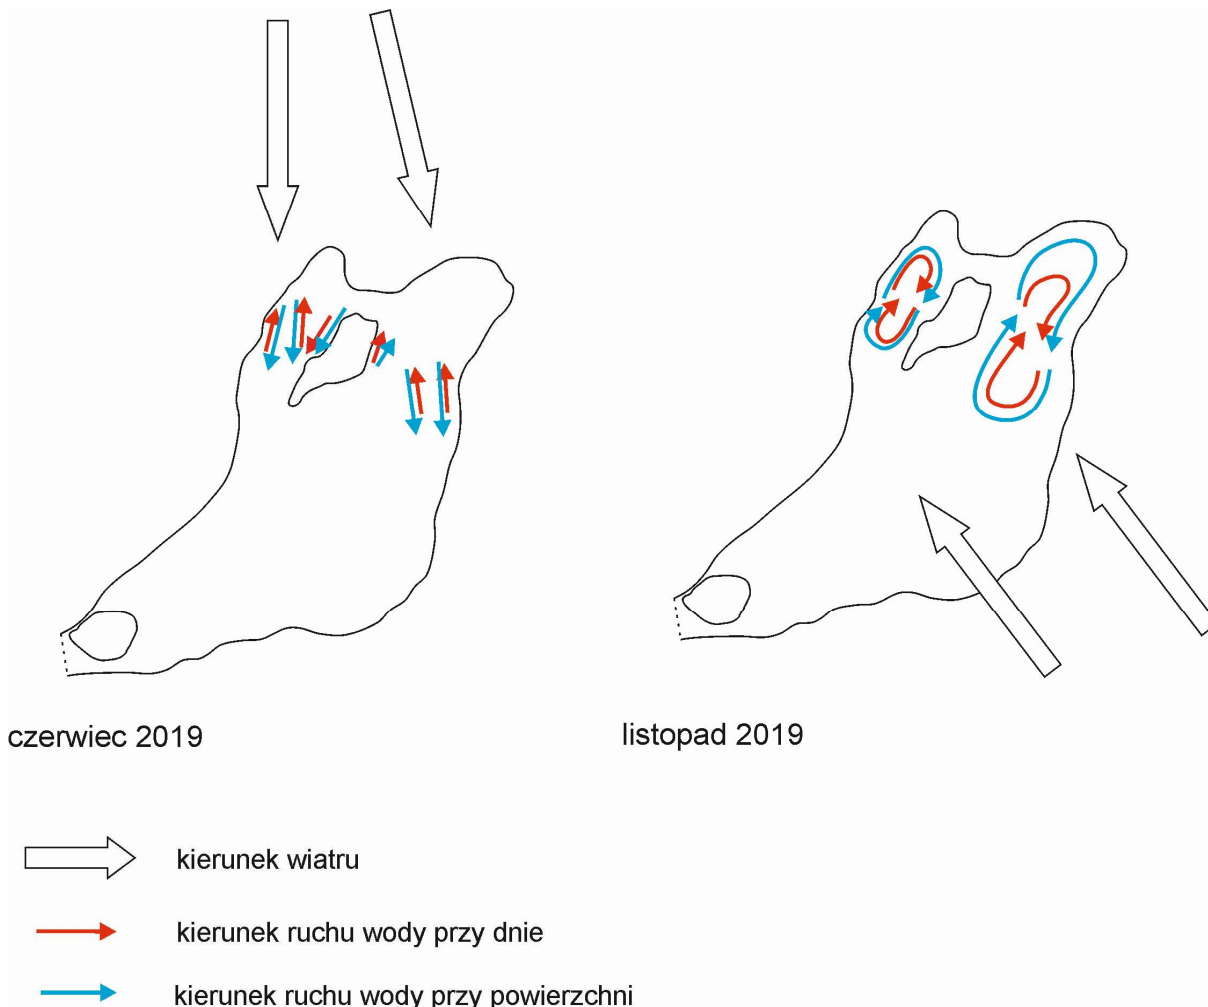 czerwiec 2019
listopad 2019
kierunek wiatru
kierunek ruchu wody przy dnie
kierunek ruchu wody przy powierzchni